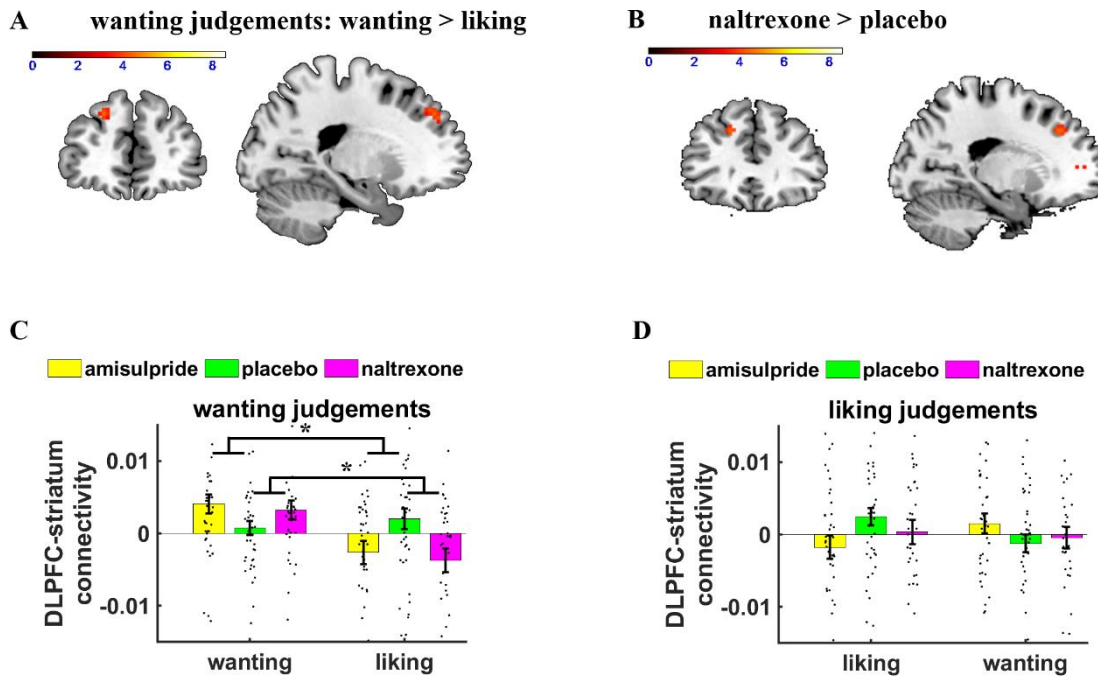 A wanting judgements: wanting > liking
0 2 4 6 8
B naltrexone > placebo
0 2 4 6 8
C
amisulpride placebo naltrexone
wanting judgements
*
*
DLPFC-striatum
connectivity
0.01
0
-0.01
wanting liking
D
amisulpride placebo naltrexone
liking judgements
DLPFC-striatum
connectivity
0.01
0
-0.01
liking wanting